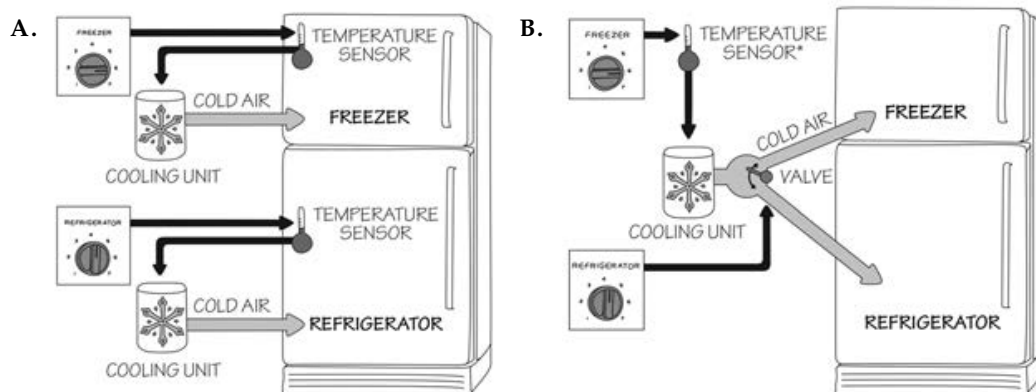 A.
FREEZER
TEMPERATURE
SENSOR
COLD AIR
FREEZER
COOLING UNIT
REFRIGERATOR
TEMPERATURE
SENSOR
COLD AIR
REFRIGERATOR
COOLING UNIT
B.
FREEZER
TEMPERATURE
SENSOR*
COLD AIR
FREEZER
VALVE
COOLING UNIT
REFRIGERATOR
REFRIGERATOR